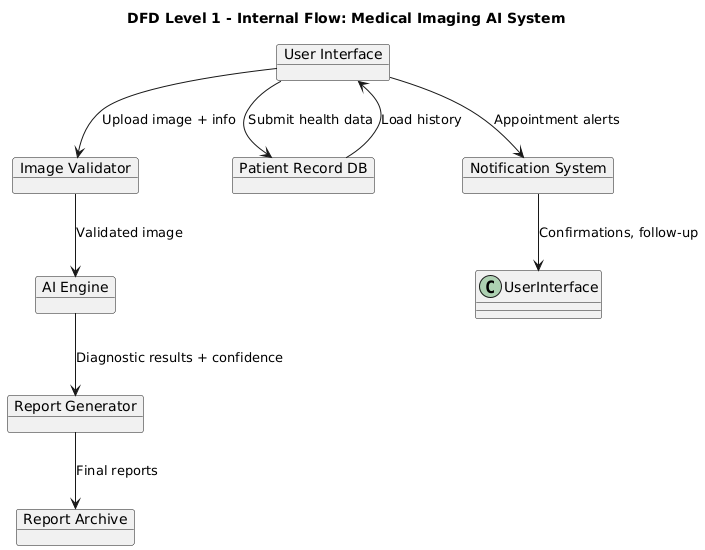 DFD Level 1 - Internal Flow: Medical Imaging AI System
User Interface
Upload image + info
Submit health data
Load history
Appointment alerts
Image Validator
Patient Record DB
Notification System
Validated image
Confirmations, follow-up
AI Engine
C UserInterface
Diagnostic results + confidence
Report Generator
Final reports
Report Archive